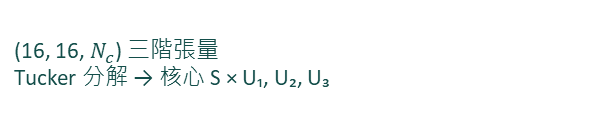 (16, 16, N_c) 三階張量
Tucker 分解 → 核心 S × U₁, U₂, U₃